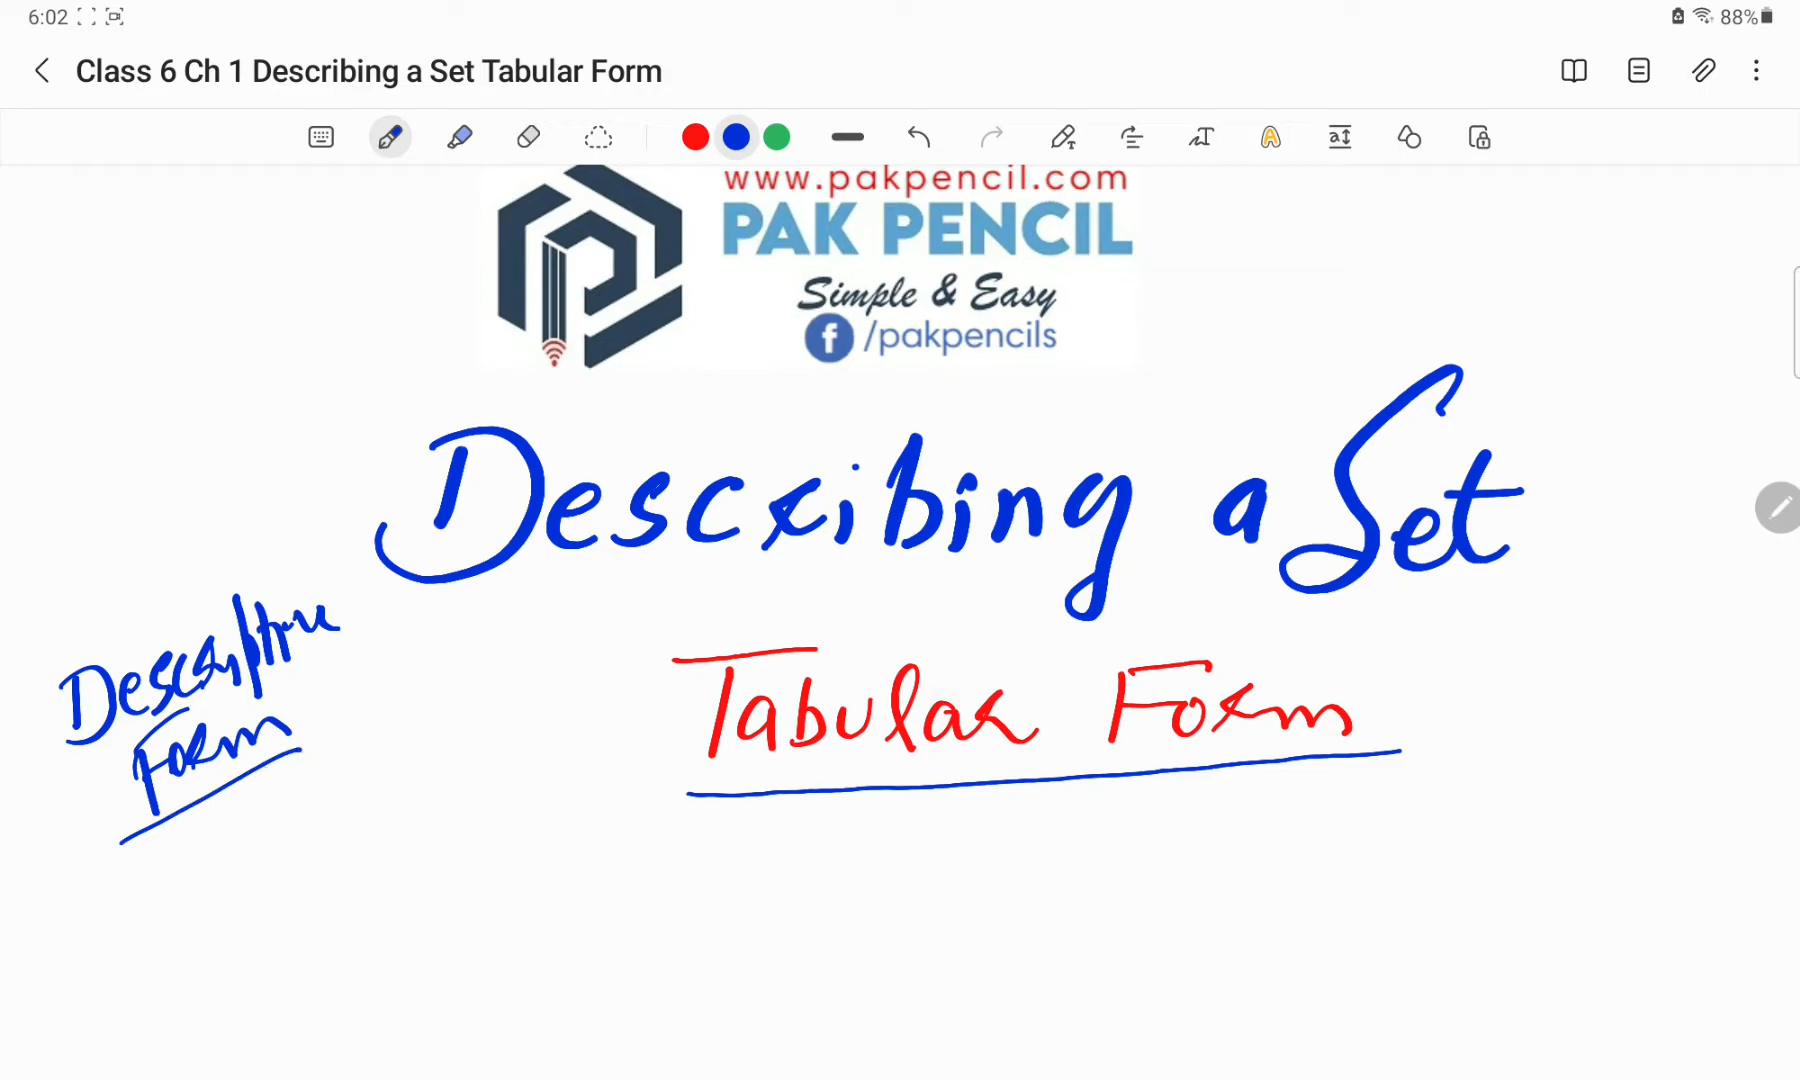 6:02 88%
Class 6 Ch 1 Describing a Set Tabular Form
www.pakpencil.com
PAK PENCIL
Simple & Easy
/pakpencils
Describing a Set
Descriptive
Form
Tabular Form